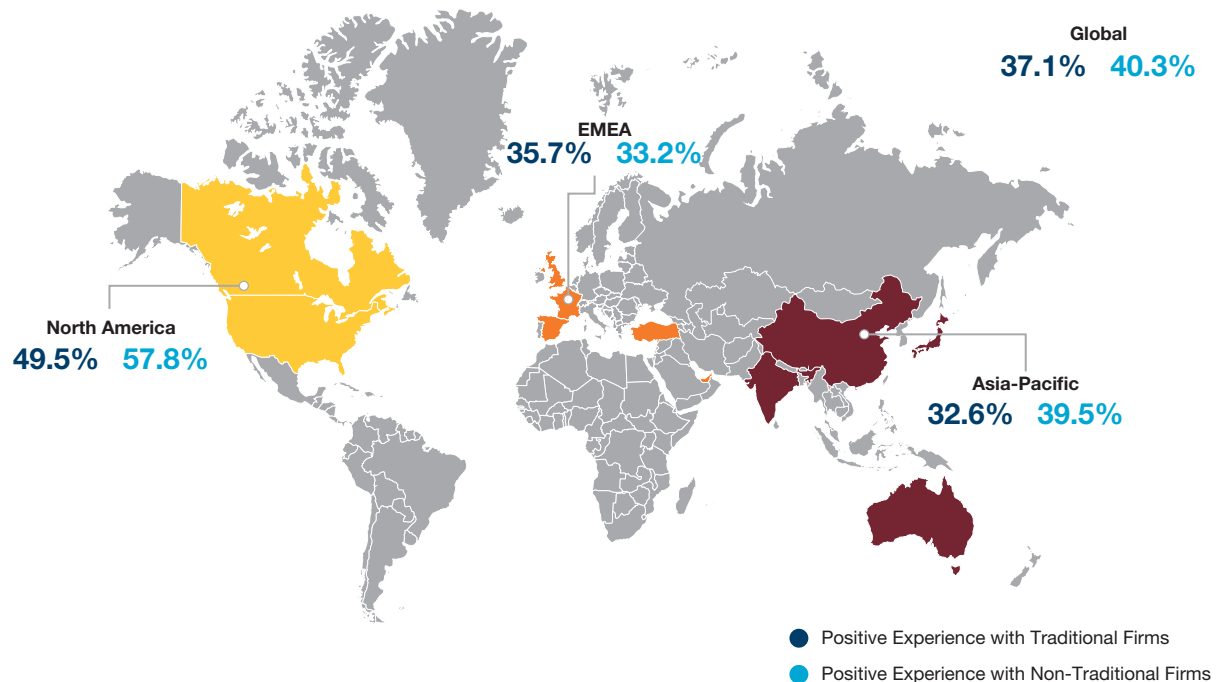 Global
37.1% 40.3%
EMEA
35.7% 33.2%
North America
49.5% 57.8%
Asia-Pacific
32.6% 39.5%
Positive Experience with Traditional Firms
Positive Experience with Non-Traditional Firms